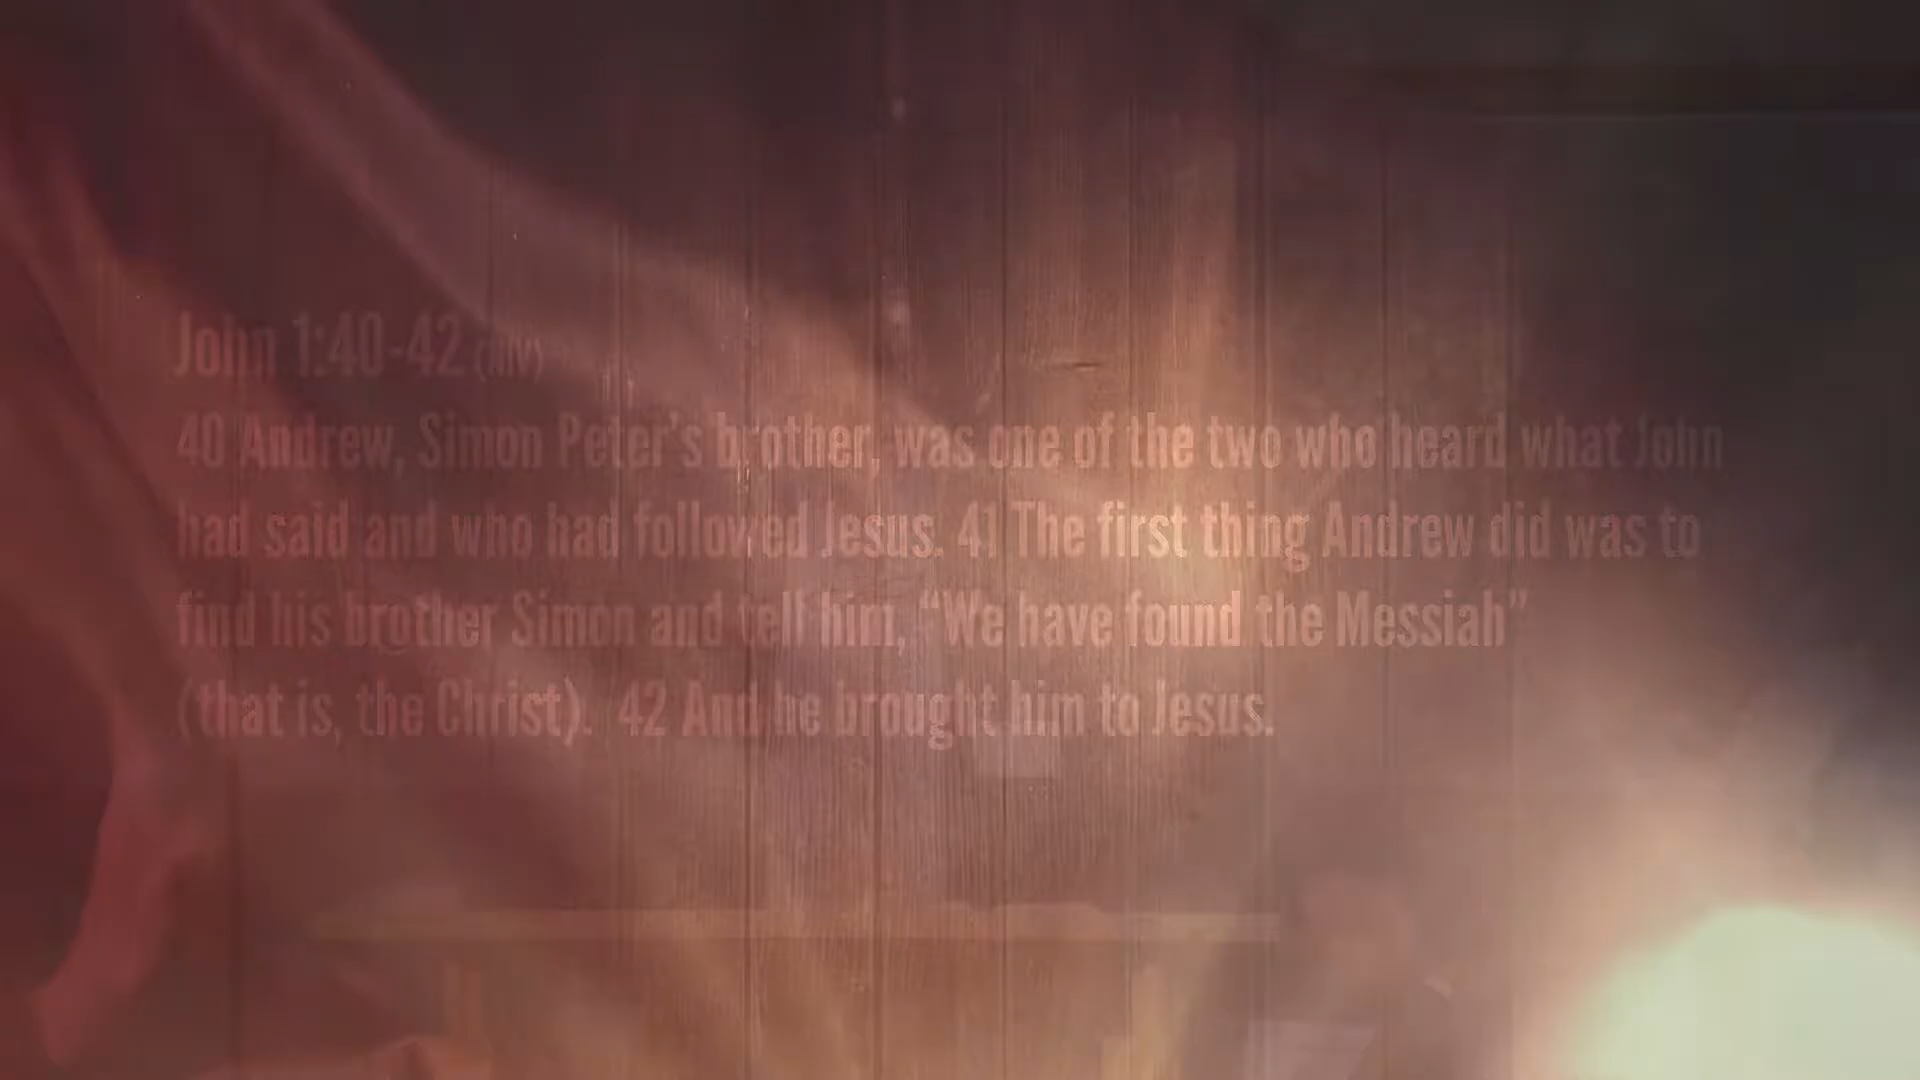 John 1:40-42 (NIV)
40 Andrew, Simon Peter’s brother, was one of the two who heard what John
had said and who had followed Jesus. 41 The first thing Andrew did was to
find his brother Simon and tell him, “We have found the Messiah”
(that is, the Christ). 42 And he brought him to Jesus.